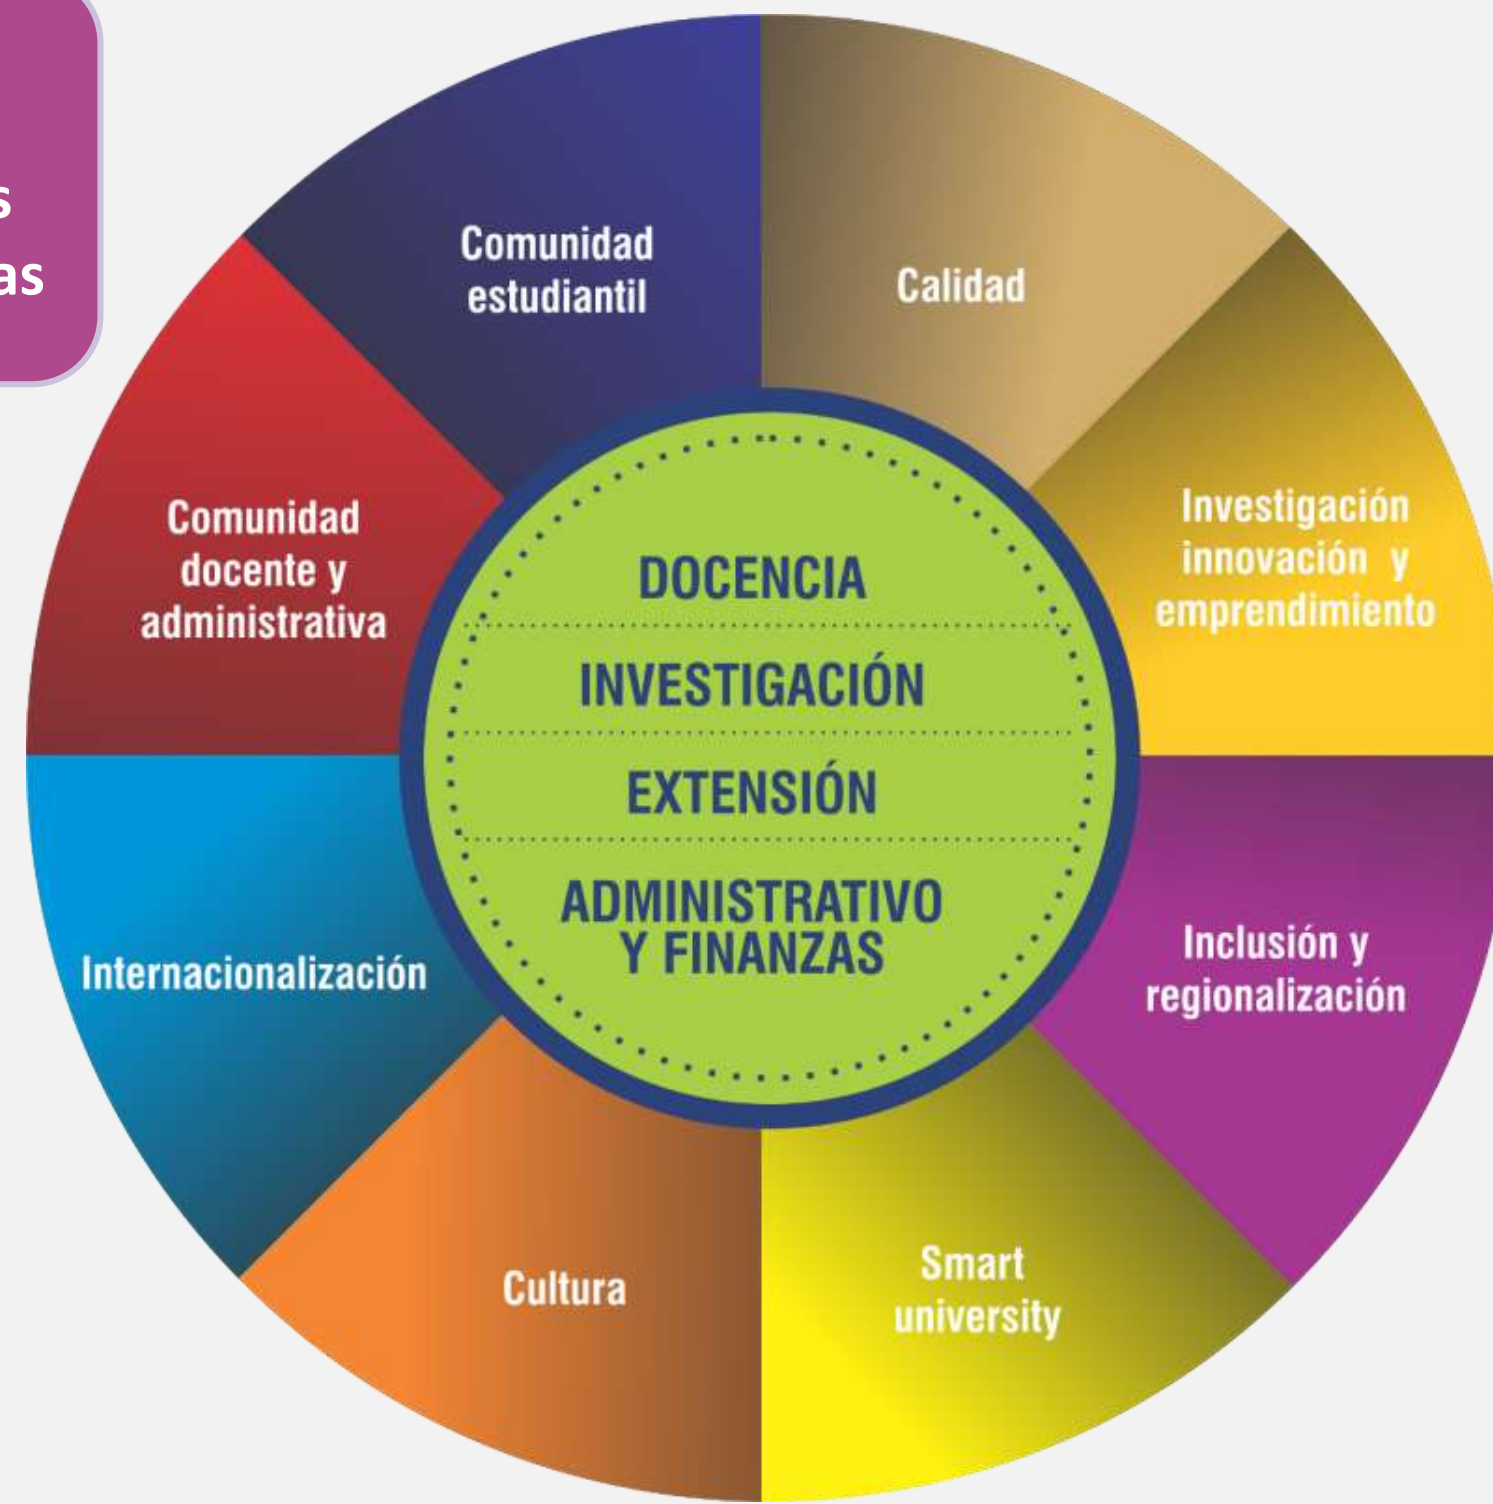 Comunidad
estudiantil
Calidad
Comunidad
docente y
administrativa
Investigación
innovación y
emprendimiento
DOCENCIA
INVESTIGACIÓN
EXTENSIÓN
ADMINISTRATIVO
Y FINANZAS
Internacionalización
Inclusión y
regionalización
Cultura
Smart
university